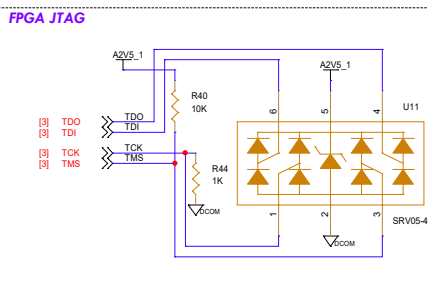 FPGA JTAG
A2V5_1
A2V5_1
R40
10K
6
5
4
U11
[3] TDO
TDO
[3] TDI
TDI
[3] TCK
TCK
[3] TMS
TMS
R44
1K
DCOM
1
2
3
SRV05-4
DCOM